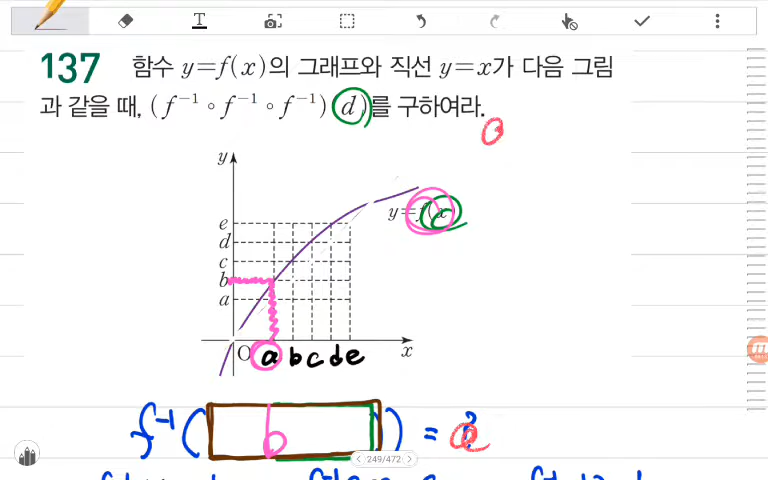 T
137 함수 y=f(x)의 그래프와 직선 y=x가 다음 그림
과 같을 때, (f⁻¹∘f⁻¹∘f⁻¹)(d)를 구하여라.
y
y=f(x)
e
d
c
b
a
O a b c d e x
f⁻¹( b ) =
249/472